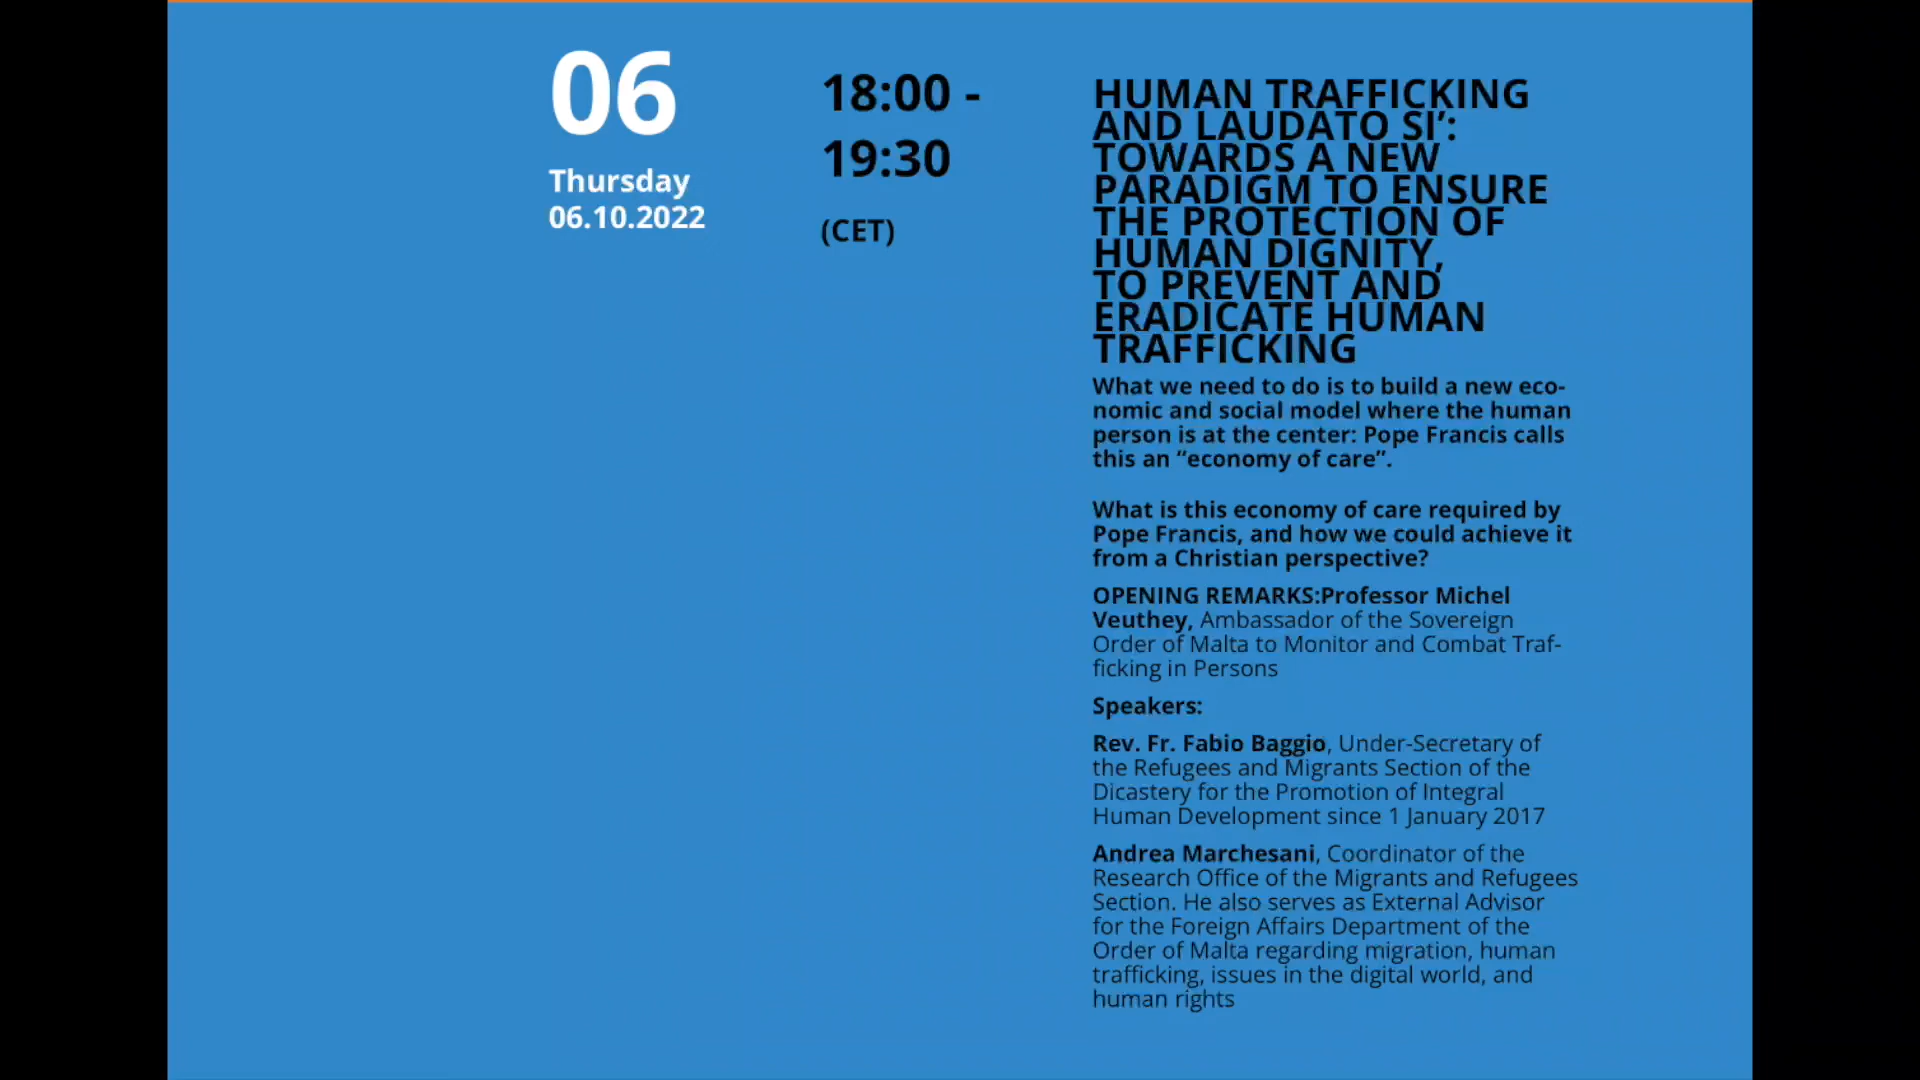 06
Thursday
06.10.2022
18:00 -
19:30
(CET)
HUMAN TRAFFICKING
AND LAUDATO SI’:
TOWARDS A NEW
PARADIGM TO ENSURE
THE PROTECTION OF
HUMAN DIGNITY,
TO PREVENT AND
ERADICATE HUMAN
TRAFFICKING
What we need to do is to build a new eco-
nomic and social model where the human
person is at the center: Pope Francis calls
this an “economy of care”.
What is this economy of care required by
Pope Francis, and how we could achieve it
from a Christian perspective?
OPENING REMARKS:Professor Michel
Veuthey, Ambassador of the Sovereign
Order of Malta to Monitor and Combat Traf-
ficking in Persons
Speakers:
Rev. Fr. Fabio Baggio, Under-Secretary of
the Refugees and Migrants Section of the
Dicastery for the Promotion of Integral
Human Development since 1 January 2017
Andrea Marchesani, Coordinator of the
Research Office of the Migrants and Refugees
Section. He also serves as External Advisor
for the Foreign Affairs Department of the
Order of Malta regarding migration, human
trafficking, issues in the digital world, and
human rights